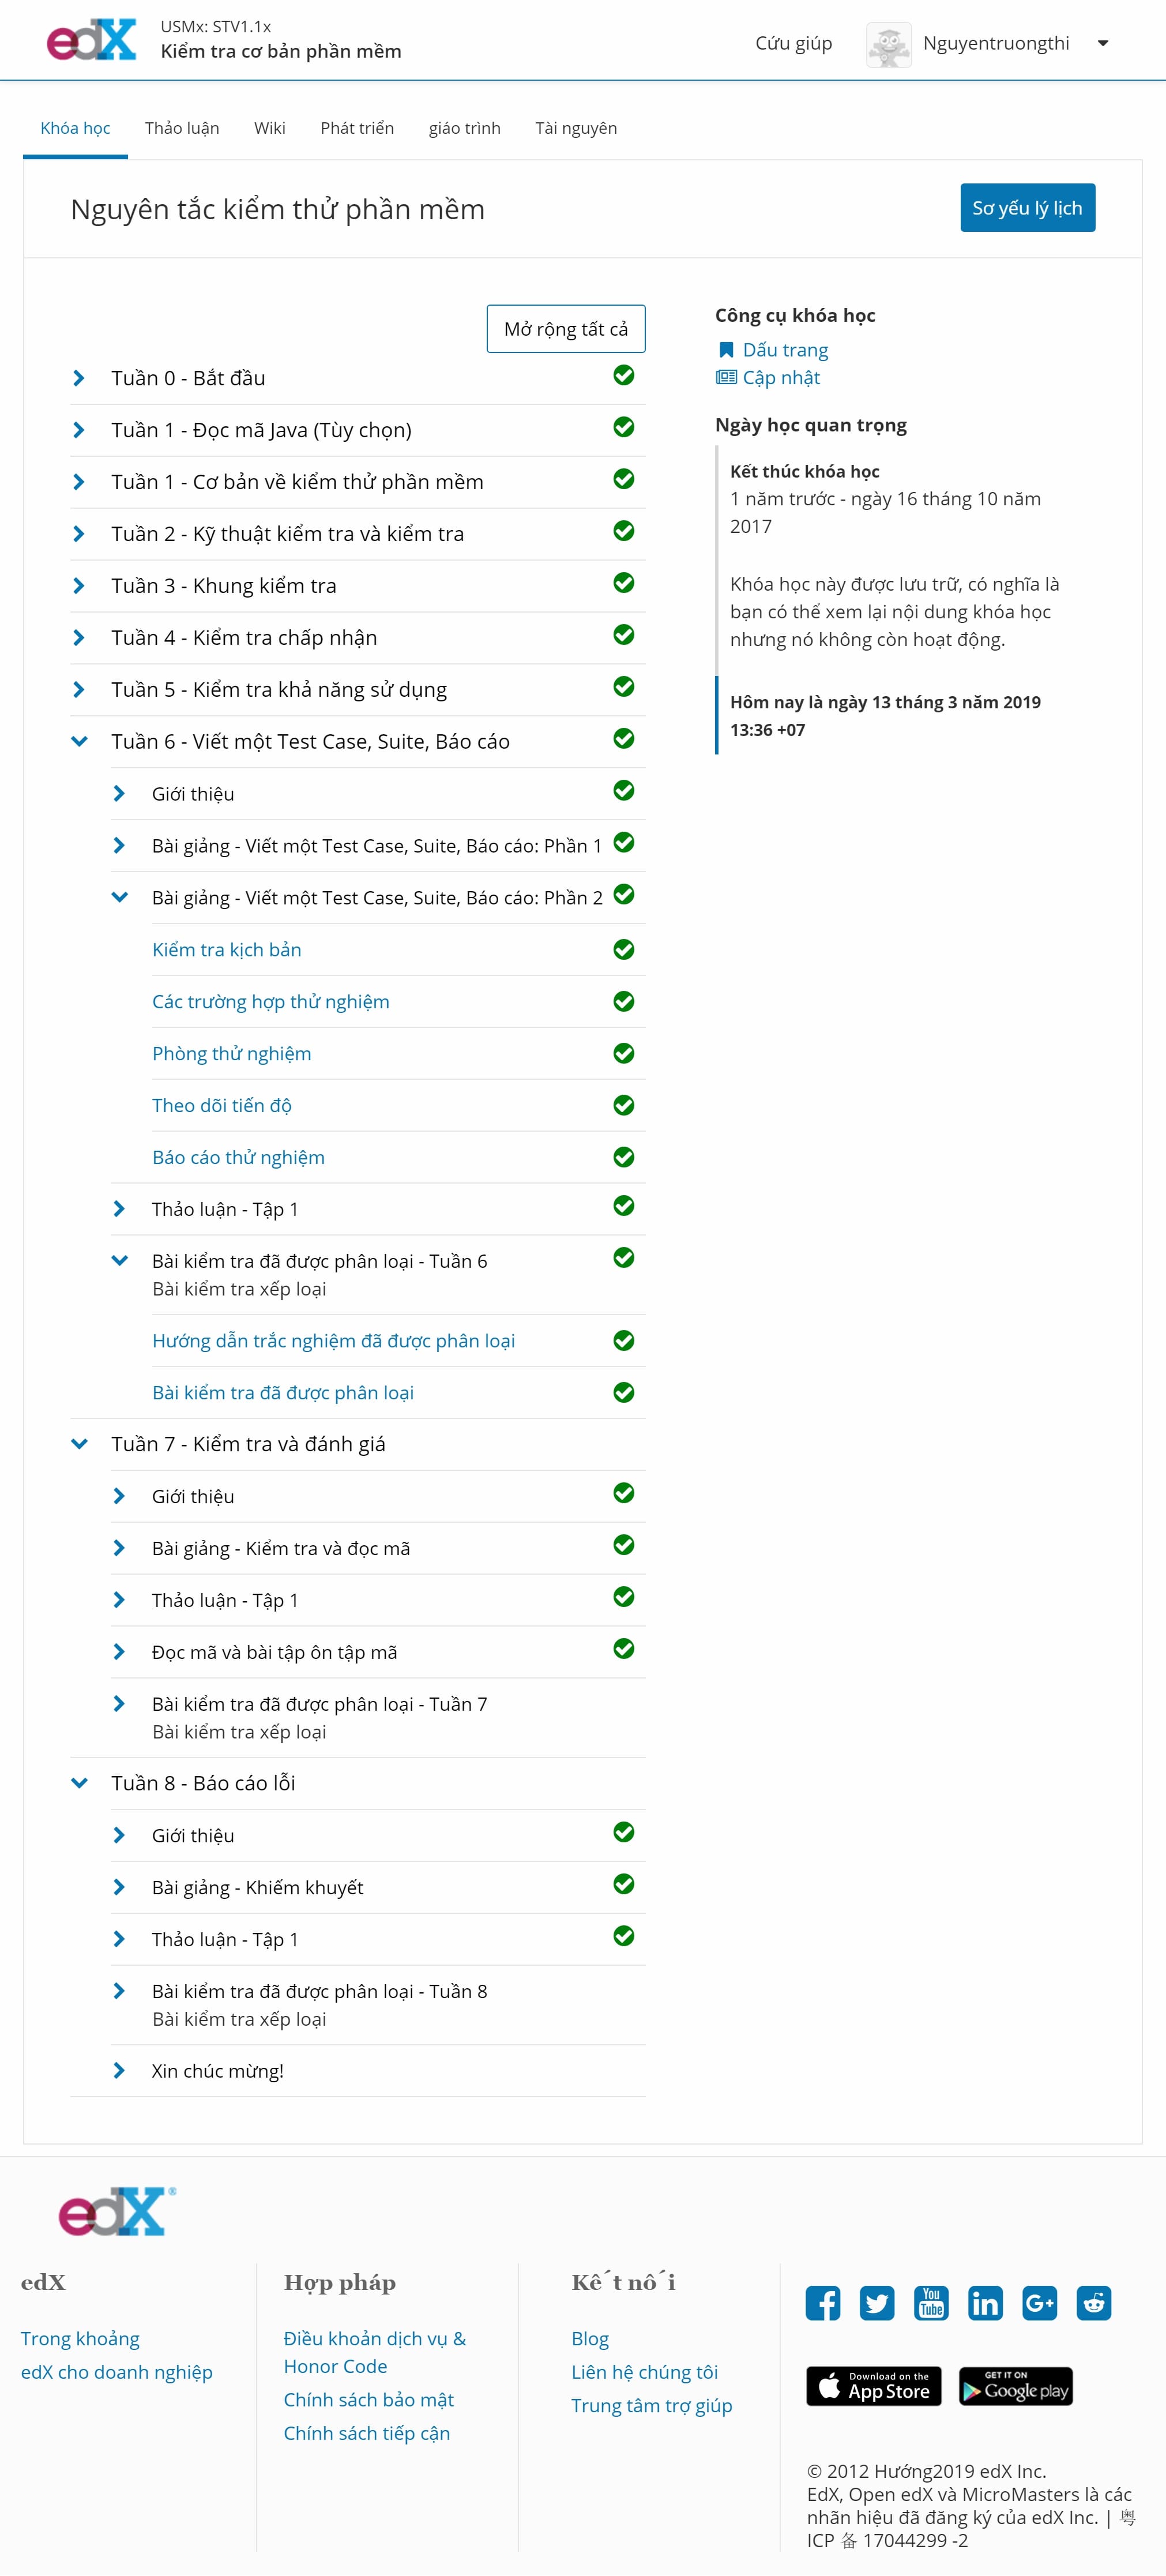 edX
USMx: STV1.1x
Kiểm tra cơ bản phần mềm
Cứu giúp
Nguyentruongthi
Khóa học
Thảo luận
Wiki
Phát triển
giáo trình
Tài nguyên
Nguyên tắc kiểm thử phần mềm
Sơ yếu lý lịch
Mở rộng tất cả
Tuần 0 - Bắt đầu
Tuần 1 - Đọc mã Java (Tùy chọn)
Tuần 1 - Cơ bản về kiểm thử phần mềm
Tuần 2 - Kỹ thuật kiểm tra và kiểm tra
Tuần 3 - Khung kiểm tra
Tuần 4 - Kiểm tra chấp nhận
Tuần 5 - Kiểm tra khả năng sử dụng
Tuần 6 - Viết một Test Case, Suite, Báo cáo
Giới thiệu
Bài giảng - Viết một Test Case, Suite, Báo cáo: Phần 1
Bài giảng - Viết một Test Case, Suite, Báo cáo: Phần 2
Kiểm tra kịch bản
Các trường hợp thử nghiệm
Phòng thử nghiệm
Theo dõi tiến độ
Báo cáo thử nghiệm
Thảo luận - Tập 1
Bài kiểm tra đã được phân loại - Tuần 6
Bài kiểm tra xếp loại
Hướng dẫn trắc nghiệm đã được phân loại
Bài kiểm tra đã được phân loại
Tuần 7 - Kiểm tra và đánh giá
Giới thiệu
Bài giảng - Kiểm tra và đọc mã
Thảo luận - Tập 1
Đọc mã và bài tập ôn tập mã
Bài kiểm tra đã được phân loại - Tuần 7
Bài kiểm tra xếp loại
Tuần 8 - Báo cáo lỗi
Giới thiệu
Bài giảng - Khiếm khuyết
Thảo luận - Tập 1
Bài kiểm tra đã được phân loại - Tuần 8
Bài kiểm tra xếp loại
Xin chúc mừng!
Công cụ khóa học
Dấu trang
Cập nhật
Ngày học quan trọng
Kết thúc khóa học
1 năm trước - ngày 16 tháng 10 năm
2017
Khóa học này được lưu trữ, có nghĩa là
bạn có thể xem lại nội dung khóa học
nhưng nó không còn hoạt động.
Hôm nay là ngày 13 tháng 3 năm 2019
13:36 +07
edX®
edX
Trong khoảng
edX cho doanh nghiệp
Hợp pháp
Điều khoản dịch vụ &
Honor Code
Chính sách bảo mật
Chính sách tiếp cận
Kết nối
Blog
Liên hệ chúng tôi
Trung tâm trợ giúp
You
Tube
in
G+
Download on the
App Store
GET IT ON
Google play
© 2012 Hướng2019 edX Inc.
EdX, Open edX và MicroMasters là các
nhãn hiệu đã đăng ký của edX Inc. | 粤
ICP 备 17044299 -2